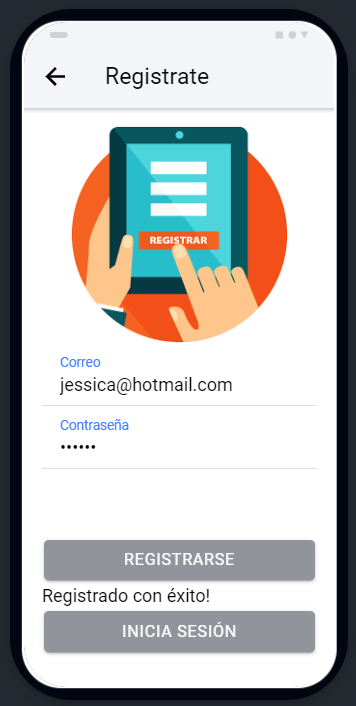 Registrate
REGISTRAR
Correo
jessica@hotmail.com
Contraseña
••••••
REGISTRARSE
Registrado con éxito!
INICIA SESIÓN